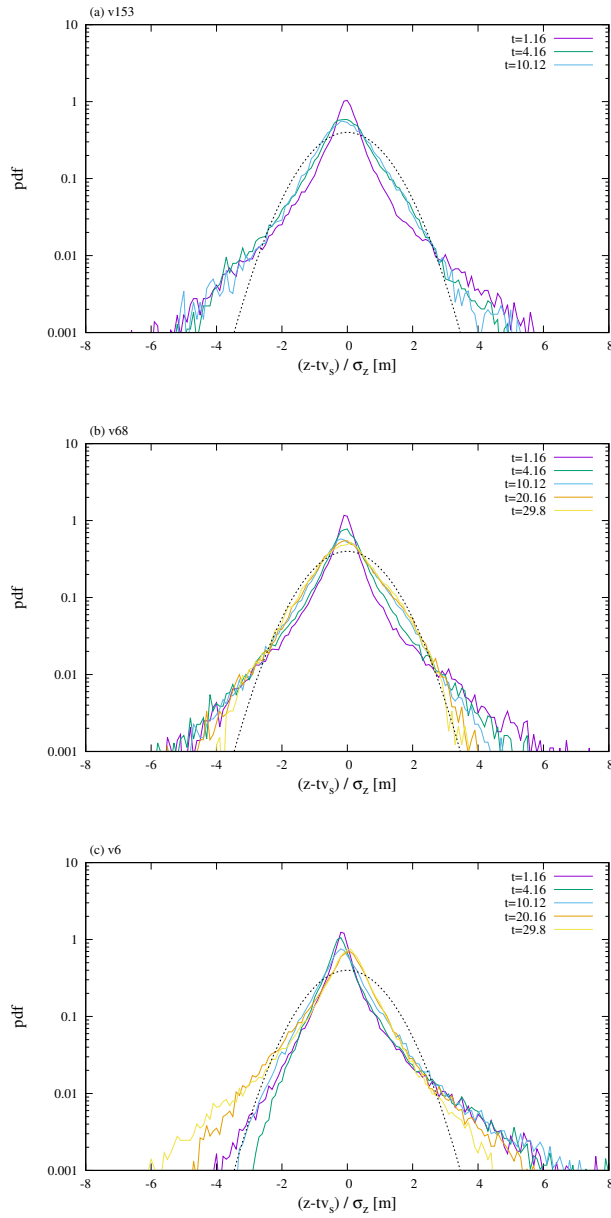 (a) v153
10
1
0.1
0.01
0.001
pdf
t=1.16
t=4.16
t=10.12
-8 -6 -4 -2 0 2 4 6 8
(z-tv_s) / σ_z [m]
(b) v68
10
1
0.1
0.01
0.001
pdf
t=1.16
t=4.16
t=10.12
t=20.16
t=29.8
-8 -6 -4 -2 0 2 4 6 8
(z-tv_s) / σ_z [m]
(c) v6
10
1
0.1
0.01
0.001
pdf
t=1.16
t=4.16
t=10.12
t=20.16
t=29.8
-8 -6 -4 -2 0 2 4 6 8
(z-tv_s) / σ_z [m]